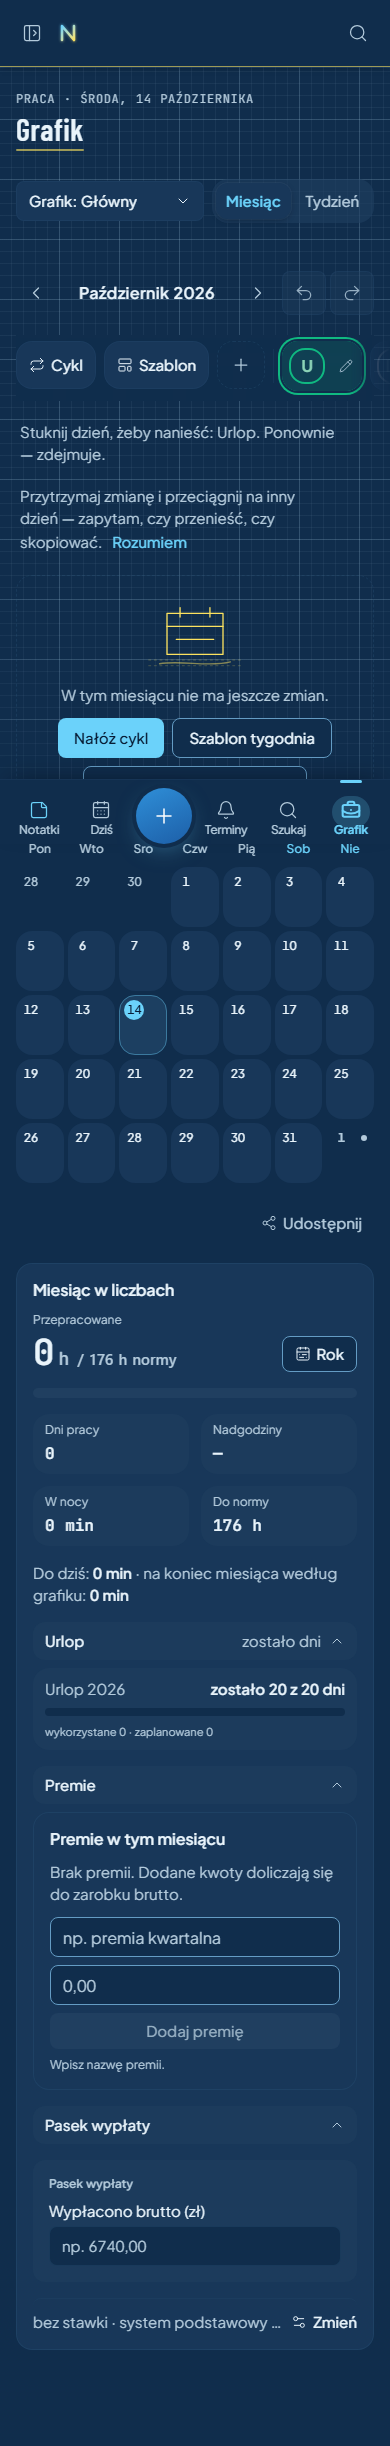 N
PRACA · ŚRODA, 14 PAŹDZIERNIKA
Grafik
Grafik: Główny
Miesiąc Tydzień
Październik 2026
Cykl Szablon U
Stuknij dzień, żeby nanieść: Urlop. Ponownie
— zdejmuje.
Przytrzymaj zmianę i przeciągnij na inny
dzień — zapytam, czy przenieść, czy
skopiować. Rozumiem
W tym miesiącu nie ma jeszcze zmian.
Nałóż cykl Szablon tygodnia
Notatki Dziś Terminy Szukaj Grafik
Pon Wto Śro Czw Pią Sob Nie
28 29 30 1 2 3 4
5 6 7 8 9 10 11
12 13 14 15 16 17 18
19 20 21 22 23 24 25
26 27 28 29 30 31 1
Udostępnij
Miesiąc w liczbach
Przepracowane
0 h / 176 h normy
Rok
Dni pracy Nadgodziny
0 —
W nocy Do normy
0 min 176 h
Do dziś: 0 min · na koniec miesiąca według
grafiku: 0 min
Urlop zostało dni
Urlop 2026 zostało 20 z 20 dni
wykorzystane 0 · zaplanowane 0
Premie
Premie w tym miesiącu
Brak premii. Dodane kwoty doliczają się
do zarobku brutto.
np. premia kwartalna
0,00
Dodaj premię
Wpisz nazwę premii.
Pasek wypłaty
Pasek wypłaty
Wypłacono brutto (zł)
np. 6740,00
bez stawki · system podstawowy … Zmień